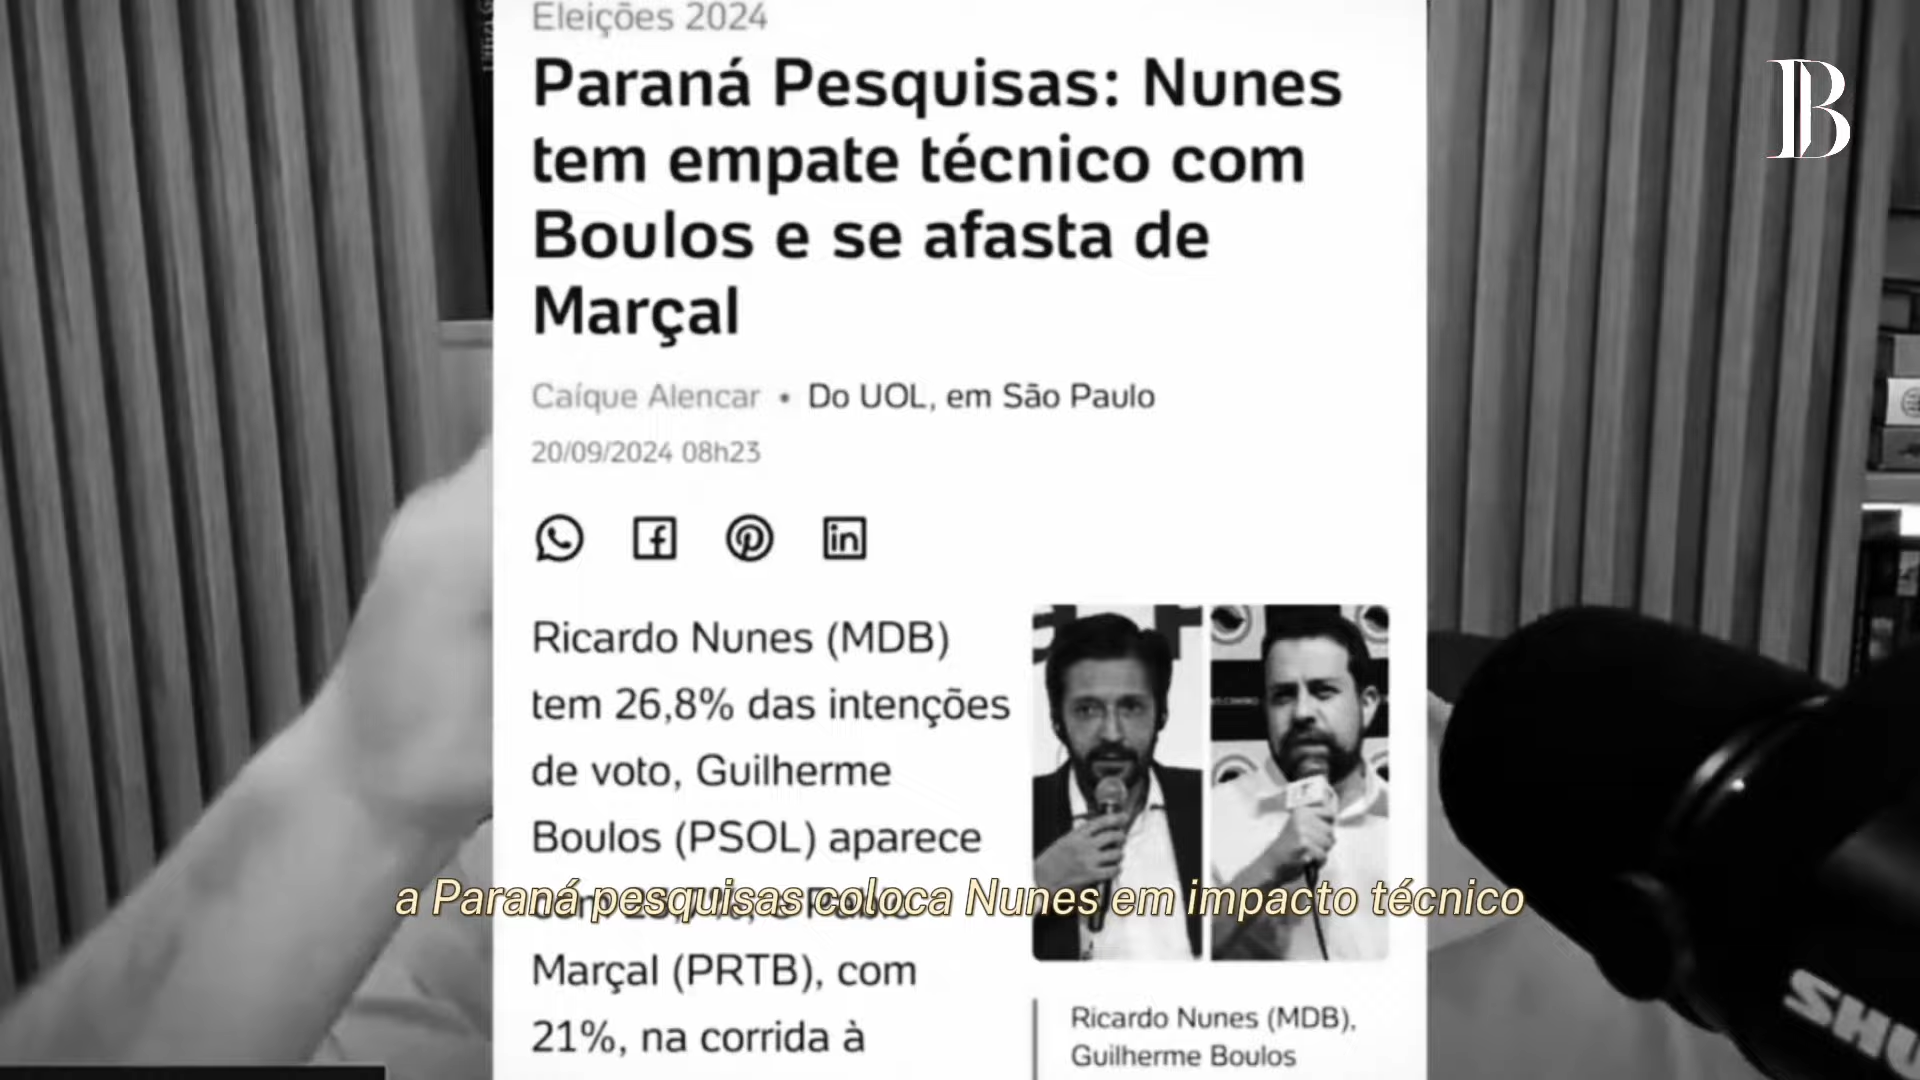 Eleições 2024
Paraná Pesquisas: Nunes
tem empate técnico com
Boulos e se afasta de
Marçal
Caíque Alencar • Do UOL, em São Paulo
20/09/2024 08h23
Ricardo Nunes (MDB)
tem 26,8% das intenções
de voto, Guilherme
Boulos (PSOL) aparece
a Paraná pesquisas coloca Nunes em impacto técnico
Marçal (PRTB), com
21%, na corrida à
Ricardo Nunes (MDB),
Guilherme Boulos
B